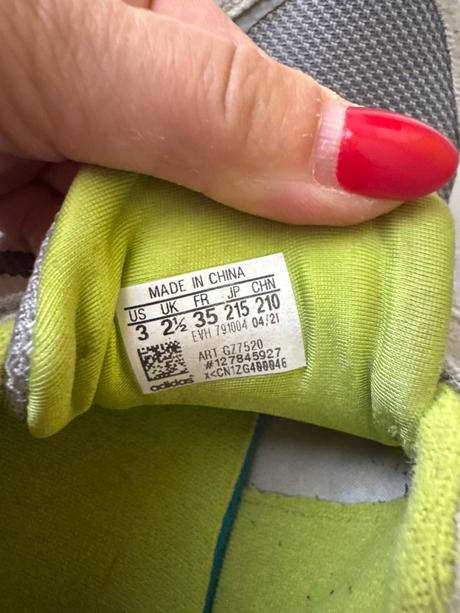 MADE IN CHINA
US UK FR JP CHN
3 2½ 35 215 210
EVH 791004 04/21
ART GZ7520
#127845927
adidas